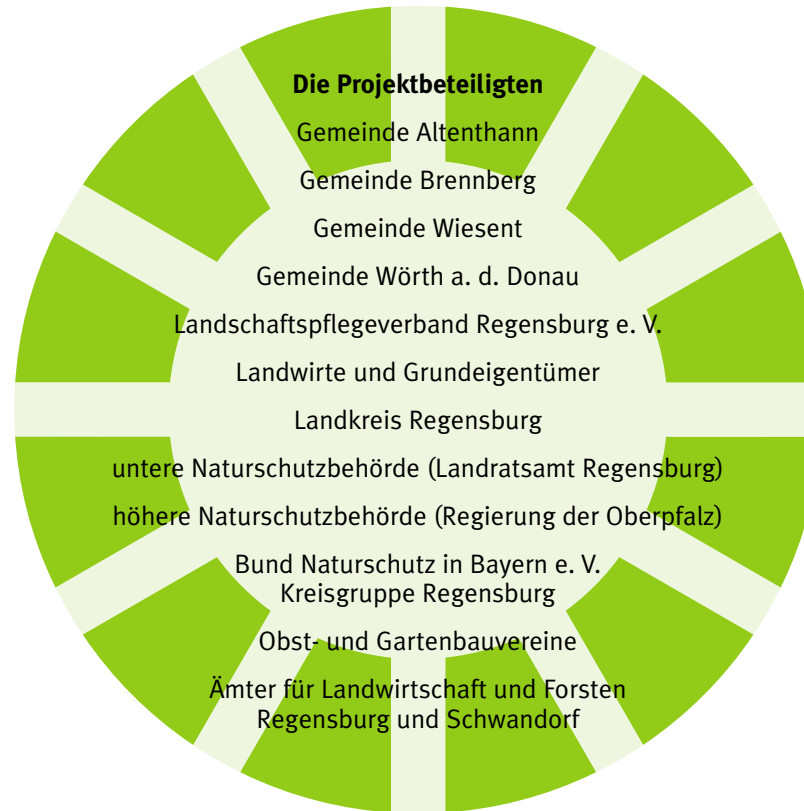 Die Projektbeteiligten
Gemeinde Altenthann
Gemeinde Brennberg
Gemeinde Wiesent
Gemeinde Wörth a. d. Donau
Landschaftspflegeverband Regensburg e. V.
Landwirte und Grundeigentümer
Landkreis Regensburg
untere Naturschutzbehörde (Landratsamt Regensburg)
höhere Naturschutzbehörde (Regierung der Oberpfalz)
Bund Naturschutz in Bayern e. V.
Kreisgruppe Regensburg
Obst- und Gartenbauvereine
Ämter für Landwirtschaft und Forsten
Regensburg und Schwandorf